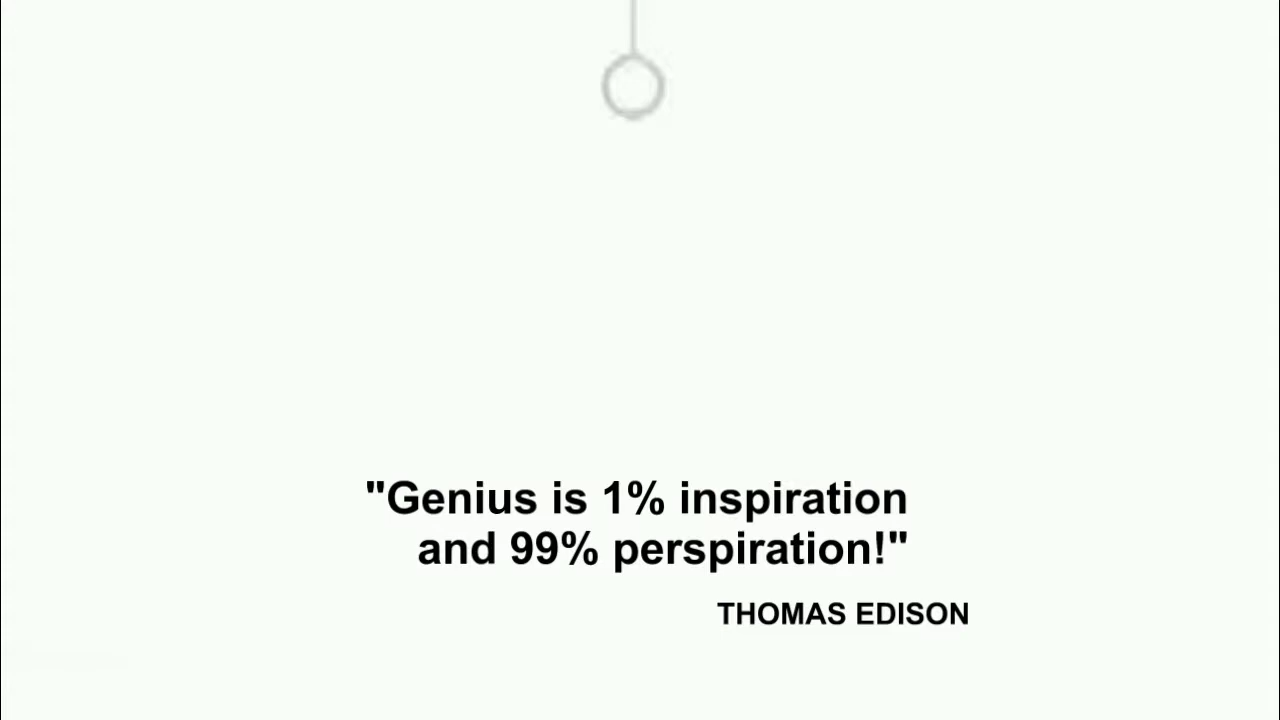 "Genius is 1% inspiration
and 99% perspiration!"
THOMAS EDISON